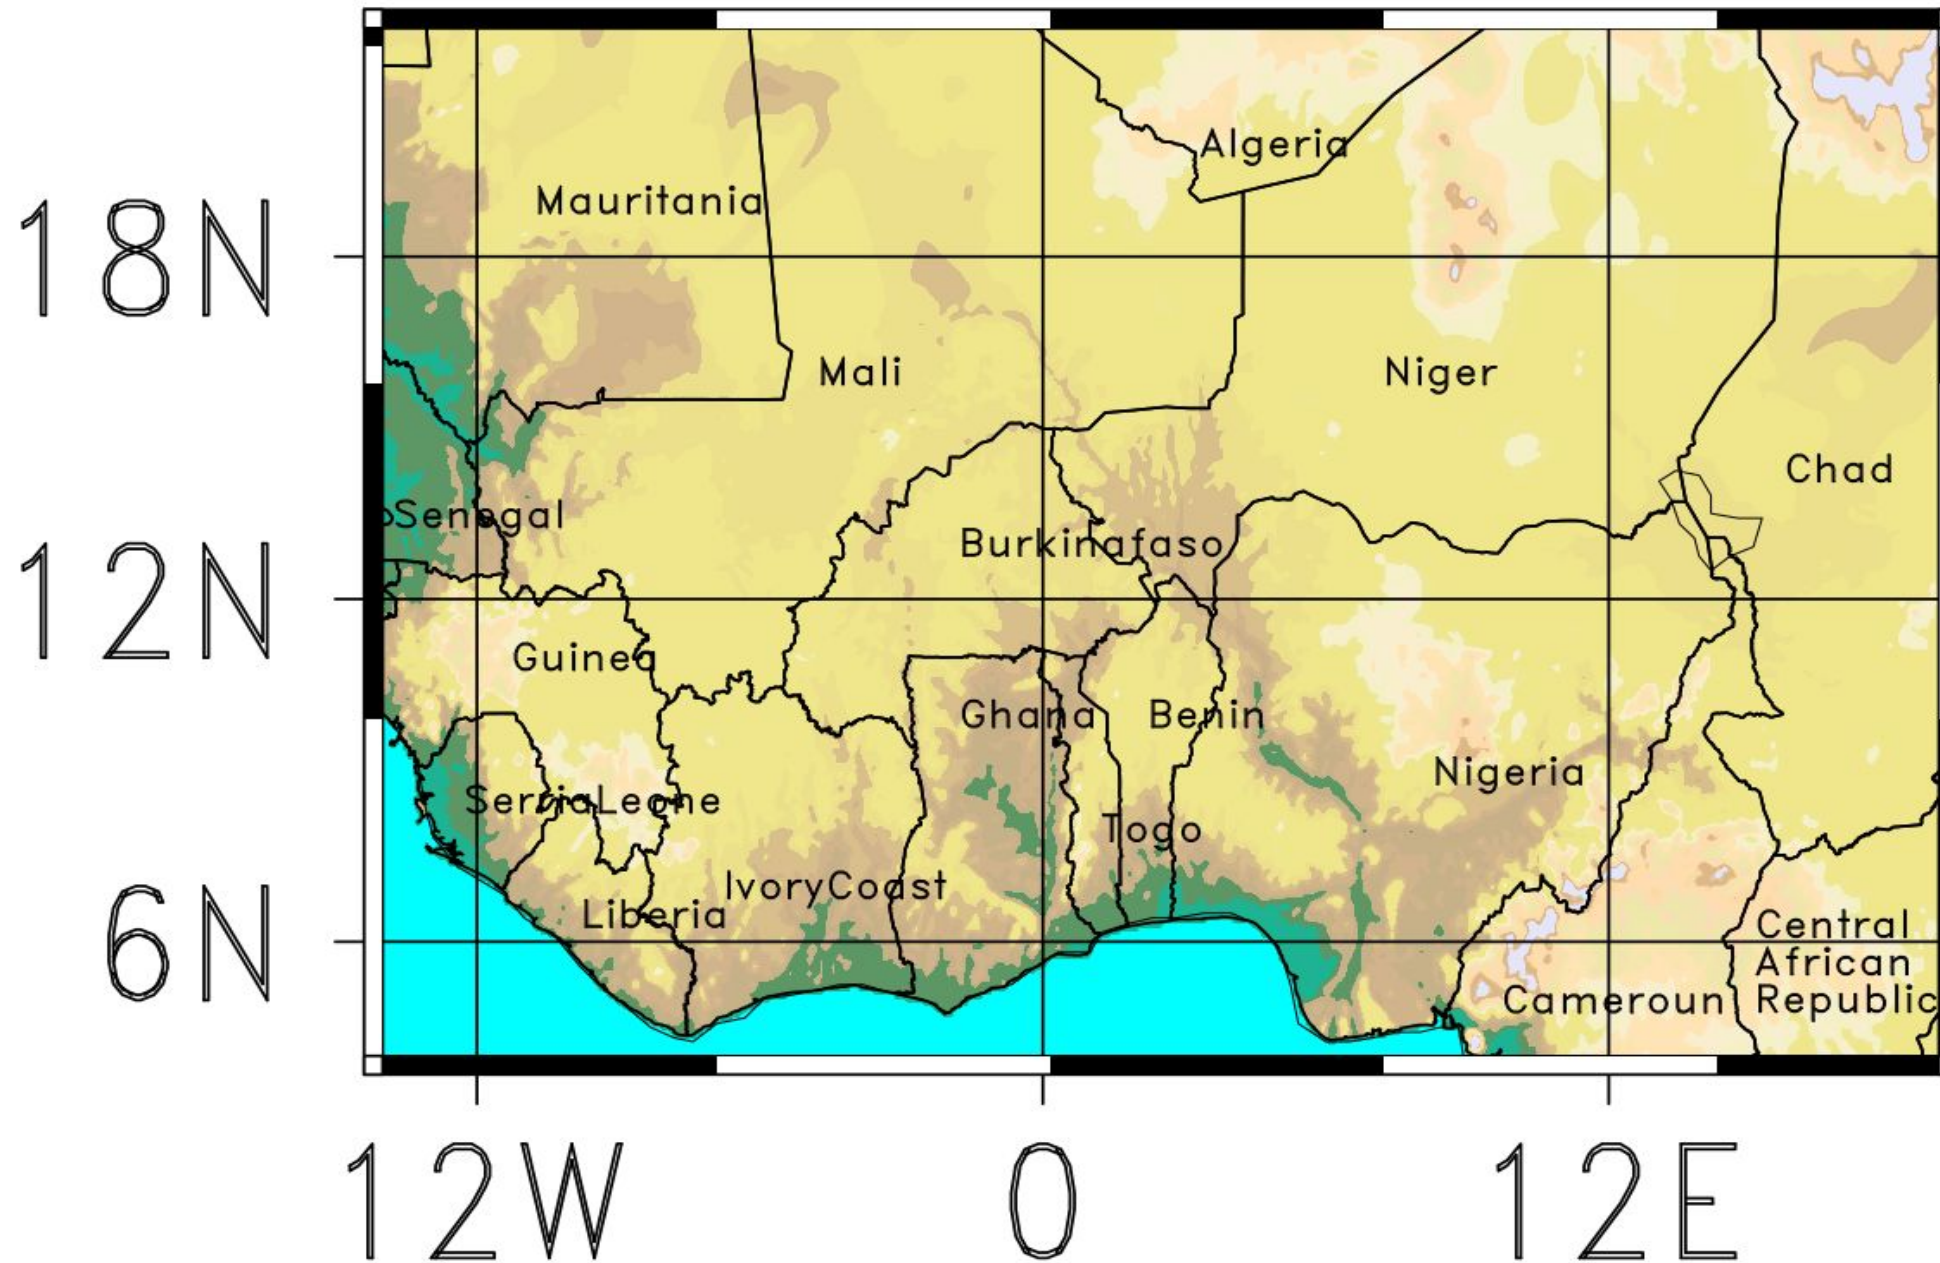 Algeria
18N
Mauritania
Mali
Niger
Chad
Senegal
Burkinafaso
12N
Guinea
Ghana
Benin
Nigeria
SerriaLeone
Togo
IvoryCoast
Liberia
6N
Central
African
Republic
Cameroun
12W
0
12E